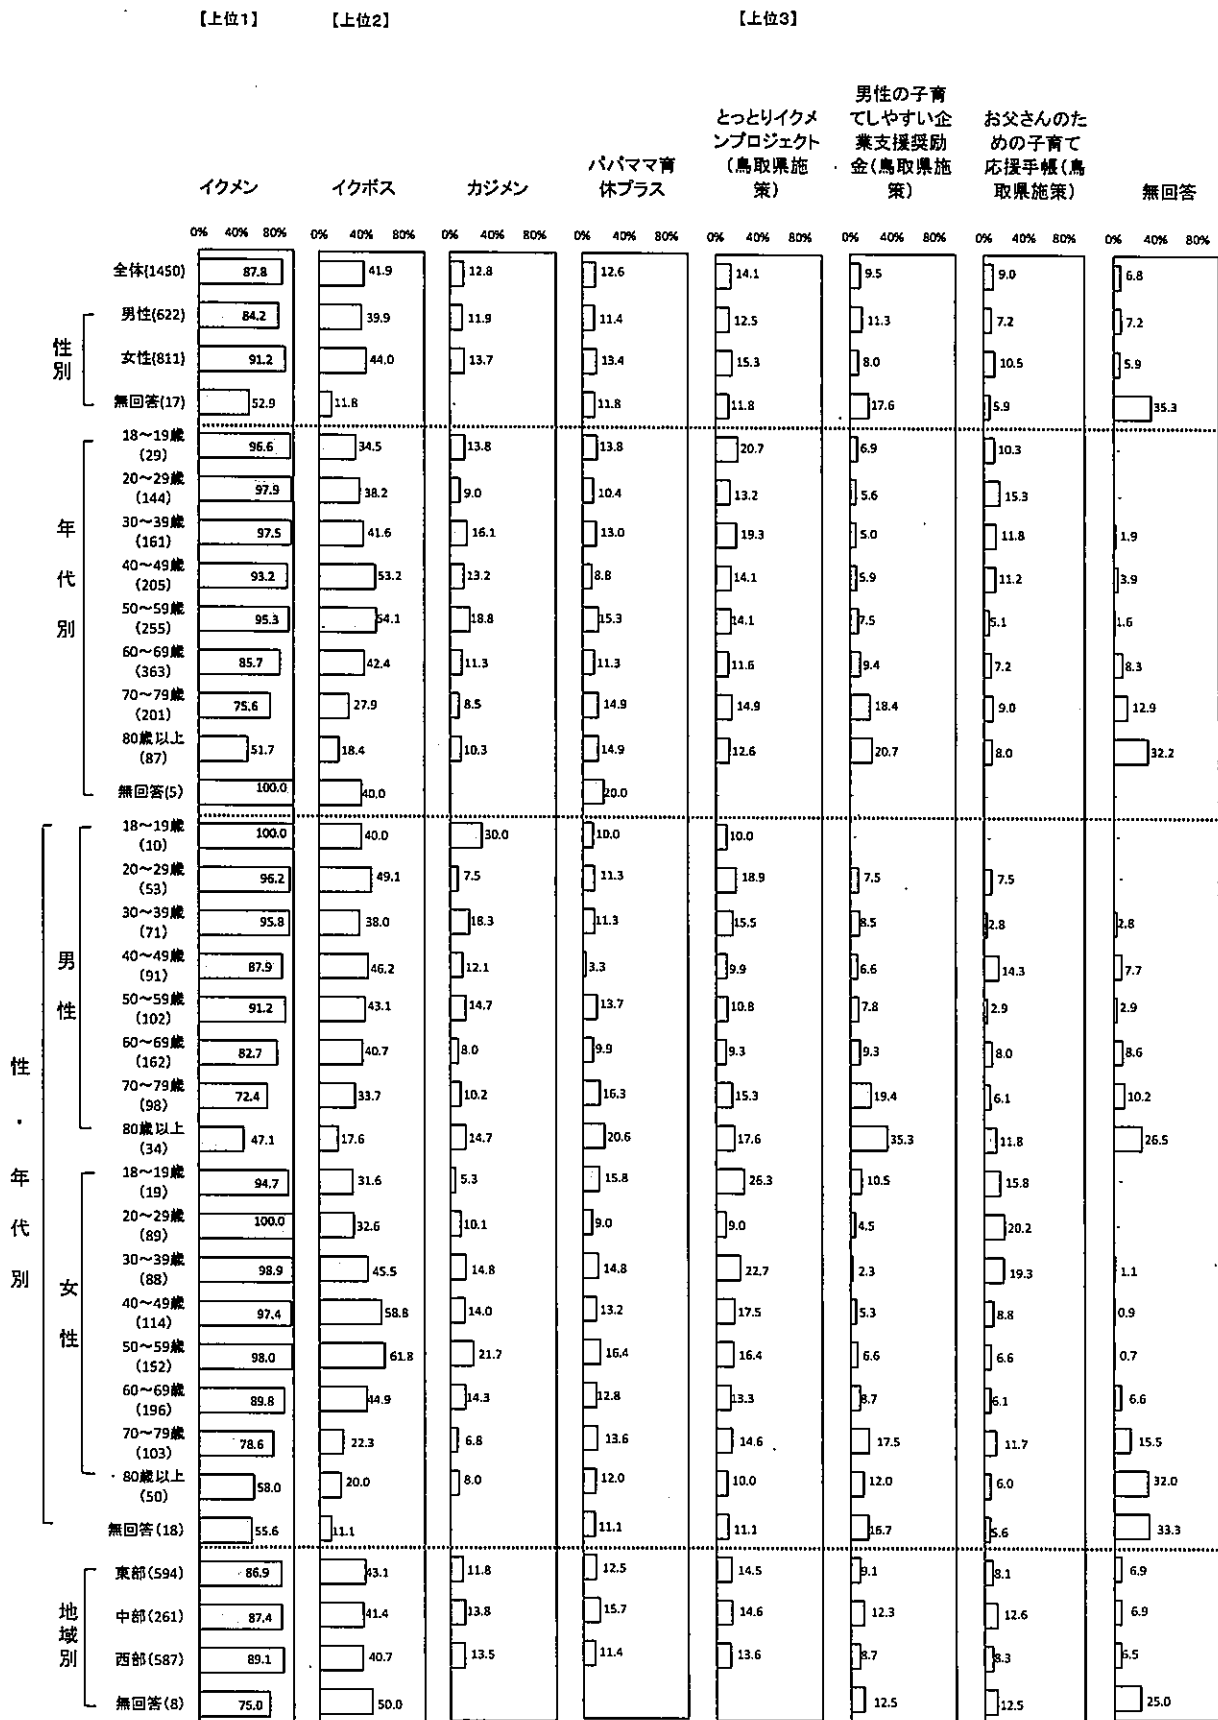 【上位1】 【上位2】 【上位3】
イクメン イクボス カジメン パパママ育休プラス とっとりイクメンプロジェクト(鳥取県施策) 男性の子育てしやすい企業支援奨励金(鳥取県施策) お父さんのための子育て応援手帳(鳥取県施策) 無回答
0% 40% 80% 0% 40% 80% 0% 40% 80% 0% 40% 80% 0% 40% 80% 0% 40% 80% 0% 40% 80% 0% 40% 80%
全体(1450) 87.8 41.9 12.8 12.6 14.1 9.5 9.0 6.8
性別
男性(622) 84.2 39.9 11.9 11.4 12.5 11.3 7.2 7.2
女性(811) 91.2 44.0 13.7 13.4 15.3 8.0 10.5 5.9
無回答(17) 52.9 11.8 11.8 11.8 17.6 5.9 35.3
年代別
18～19歳(29) 96.6 34.5 13.8 13.8 20.7 6.9 10.3 -
20～29歳(144) 97.9 38.2 9.0 10.4 13.2 5.6 15.3 -
30～39歳(161) 97.5 41.6 16.1 13.0 19.3 5.0 11.8 1.9
40～49歳(205) 93.2 53.2 13.2 8.8 14.1 5.9 11.2 3.9
50～59歳(255) 95.3 54.1 18.8 15.3 14.1 7.5 5.1 1.6
60～69歳(363) 85.7 42.4 11.3 11.3 11.6 9.4 7.2 8.3
70～79歳(201) 75.6 27.9 8.5 14.9 14.9 18.4 9.0 12.9
80歳以上(87) 51.7 18.4 10.3 14.9 12.6 20.7 8.0 32.2
無回答(5) 100.0 40.0 20.0
性・年代別
男性
18～19歳(10) 100.0 40.0 30.0 10.0 10.0 - - -
20～29歳(53) 96.2 49.1 7.5 11.3 18.9 7.5 7.5 -
30～39歳(71) 95.8 38.0 18.3 11.3 15.5 8.5 2.8 2.8
40～49歳(91) 87.9 46.2 12.1 3.3 9.9 6.6 14.3 7.7
50～59歳(102) 91.2 43.1 14.7 13.7 10.8 7.8 2.9 2.9
60～69歳(162) 82.7 40.7 8.0 9.9 9.3 9.3 8.0 8.6
70～79歳(98) 72.4 33.7 10.2 16.3 15.3 19.4 6.1 10.2
80歳以上(34) 47.1 17.6 14.7 20.6 17.6 35.3 11.8 26.5
女性
18～19歳(19) 94.7 31.6 5.3 15.8 26.3 10.5 15.8 -
20～29歳(89) 100.0 32.6 10.1 9.0 9.0 4.5 20.2 -
30～39歳(88) 98.9 45.5 14.8 14.8 22.7 2.3 19.3 1.1
40～49歳(114) 97.4 58.8 14.0 13.2 17.5 5.3 8.8 0.9
50～59歳(152) 98.0 61.8 21.7 16.4 16.4 6.6 6.6 0.7
60～69歳(196) 89.8 44.9 14.3 12.8 13.3 8.7 6.1 6.6
70～79歳(103) 78.6 22.3 6.8 13.6 14.6 17.5 11.7 15.5
80歳以上(50) 58.0 20.0 8.0 12.0 10.0 12.0 6.0 32.0
無回答(18) 55.6 11.1 11.1 11.1 16.7 5.6 33.3
地域別
東部(594) 86.9 43.1 11.8 12.5 14.5 9.1 8.1 6.9
中部(261) 87.4 41.4 13.8 15.7 14.6 12.3 12.6 6.9
西部(587) 89.1 40.7 13.5 11.4 13.6 8.7 8.3 6.5
無回答(8) 75.0 50.0 12.5 12.5 25.0